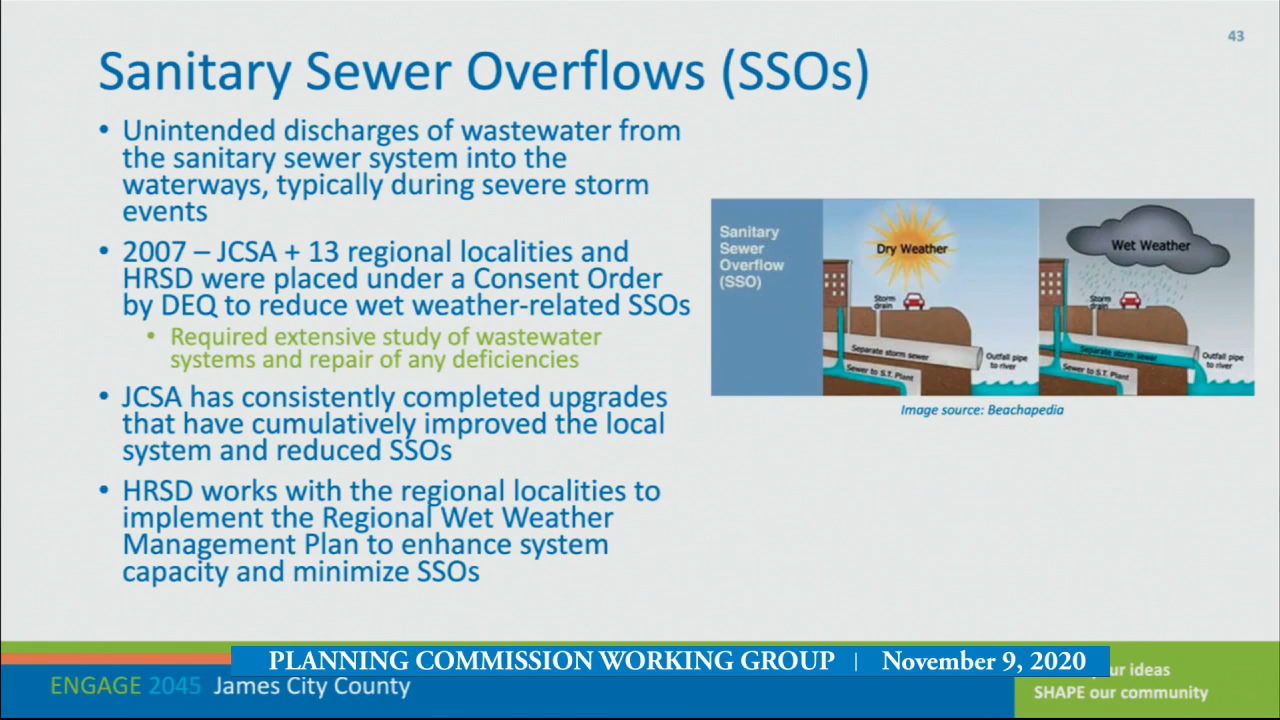 43
Sanitary Sewer Overflows (SSOs)
• Unintended discharges of wastewater from
the sanitary sewer system into the
waterways, typically during severe storm
events
• 2007 – JCSA + 13 regional localities and
HRSD were placed under a Consent Order
by DEQ to reduce wet weather-related SSOs
• Required extensive study of wastewater
systems and repair of any deficiencies
• JCSA has consistently completed upgrades
that have cumulatively improved the local
system and reduced SSOs
• HRSD works with the regional localities to
implement the Regional Wet Weather
Management Plan to enhance system
capacity and minimize SSOs
Sanitary
Sewer
Overflow
(SSO)
Dry Weather
Storm
drain
Separate storm sewer
Sewer to S.T. Plant
Outfall pipe
to river
Wet Weather
Storm
drain
Separate storm sewer
Sewer to S.T. Plant
Outfall pipe
to river
Image source: Beachapedia
PLANNING COMMISSION WORKING GROUP | November 9, 2020
ENGAGE 2045 James City County
ideas
SHAPE our community